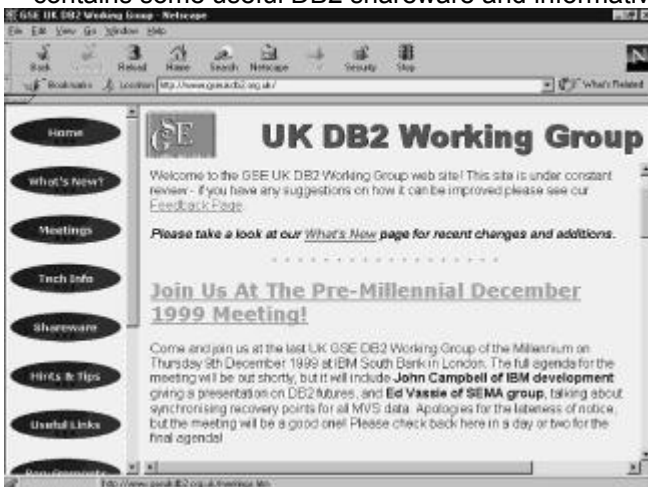 contains some useful DB2 shareware and informativ
GSE UK DB2 Working Group - Netscape
File Edit View Go Window Help
Back Reload Home Search Netscape Security Stop
Bookmarks Location What's Related
Home
What's New?
Meetings
Tech Info
Shareware
Hints & Tips
Useful Links
GSE
UK DB2 Working Group
Welcome to the GSE UK DB2 Working Group web site! This site is under constant
review - if you have any suggestions on how it can be improved please see our
Feedback Page.
Please take a look at our What's New page for recent changes and additions.
Join Us At The Pre-Millennial December
1999 Meeting!
Come and join us at the last UK GSE DB2 Working Group of the Millennium on
Thursday 9th December 1999 at IBM South Bank in London. The full agenda for the
meeting will be out shortly, but it will include John Campbell of IBM development
giving a presentation on DB2 futures, and Ed Vassie of SEMA group, talking about
synchronising recovery points for all MVS data. Apologies for the lateness of notice,
but the meeting will be a good one! Please check back here in a day or two for the
final agenda!